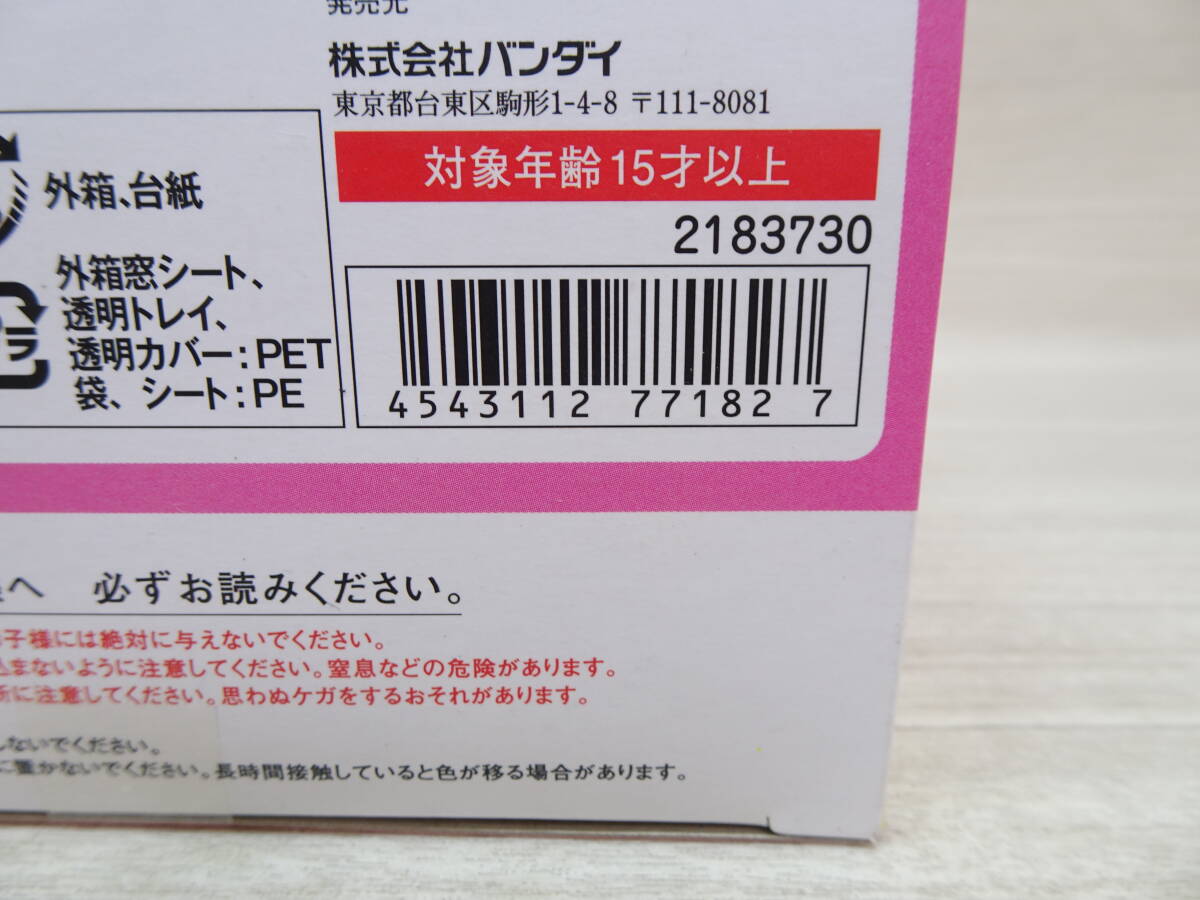 発売元
株式会社バンダイ
東京都台東区駒形1-4-8 〒111-8081
対象年齢15才以上
2183730
4543112 77182 7
外箱、台紙
外箱窓シート、
透明トレイ、
透明カバー:PET
袋、シート:PE
プラ
へ 必ずお読みください。
子様には絶対に与えないでください。
込まないように注意してください。窒息などの危険があります。
所に注意してください。思わぬケガをするおそれがあります。
しないでください。
に置かないでください。長時間接触していると色が移る場合があります。